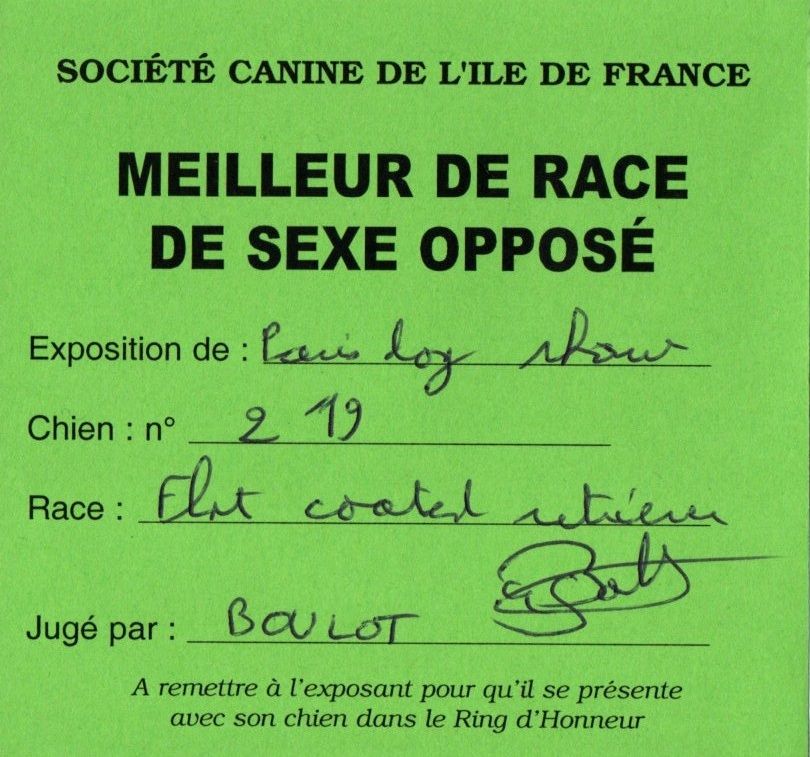 SOCIÉTÉ CANINE DE L'ILE DE FRANCE
MEILLEUR DE RACE
DE SEXE OPPOSÉ
Exposition de : Paris dog show
Chien : n° 219
Race : Flat coated retriever
Jugé par : BOULOT
A remettre à l'exposant pour qu'il se présente
avec son chien dans le Ring d'Honneur